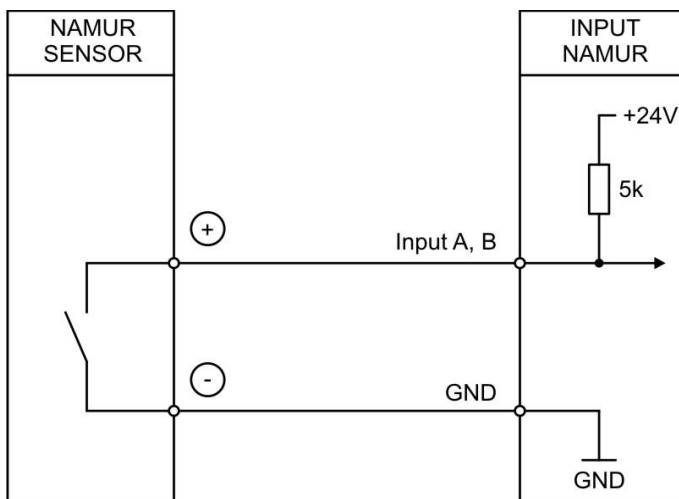 NAMUR
SENSOR
INPUT
NAMUR
+24V
5k
+
Input A, B
-
GND
GND